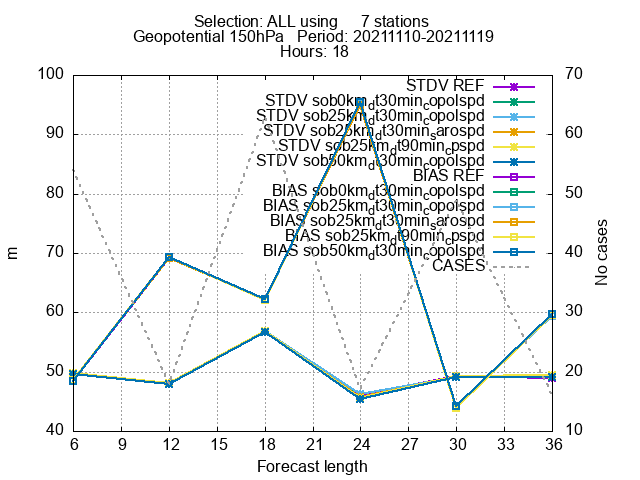 Selection: ALL using 7 stations
Geopotential 150hPa Period: 20211110-20211119
Hours: 18
100 70
STDV REF
STDV sob0km_dt30min_copolspd
STDV sob25km_dt30min_copolspd
90 60
STDV sob25km_dt30min_sarospd
STDV sob25km_dt90min_cpspd
STDV sob50km_dt30min_copolspd
BIAS REF
80 50
BIAS sob0km_dt30min_copolspd
BIAS sob25km_dt30min_copolspd
BIAS sob25km_dt30min_sarospd
BIAS sob25km_dt90min_cpspd
70 40
BIAS sob50km_dt30min_copolspd
CASES
m
No cases
60 30
50 20
40 10
6 9 12 15 18 21 24 27 30 33 36
Forecast length